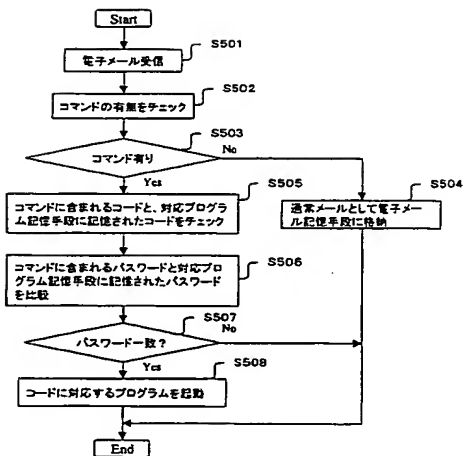 Start
S501
電子メール受信
S502
コマンドの有無をチェック
S503
コマンド有り
No
Yes
S505
S504
コマンドに含まれるコードと、対応プログラ
ム記憶手段に記憶されたコードをチェック
通常メールとして電子メー
ル記憶手段に格納
S506
コマンドに含まれるパスワードと対応プロ
グラム記憶手段に記憶されたパスワード
を比較
S507
No
パスワード一致?
Yes
S508
コードに対応するプログラムを起動
End